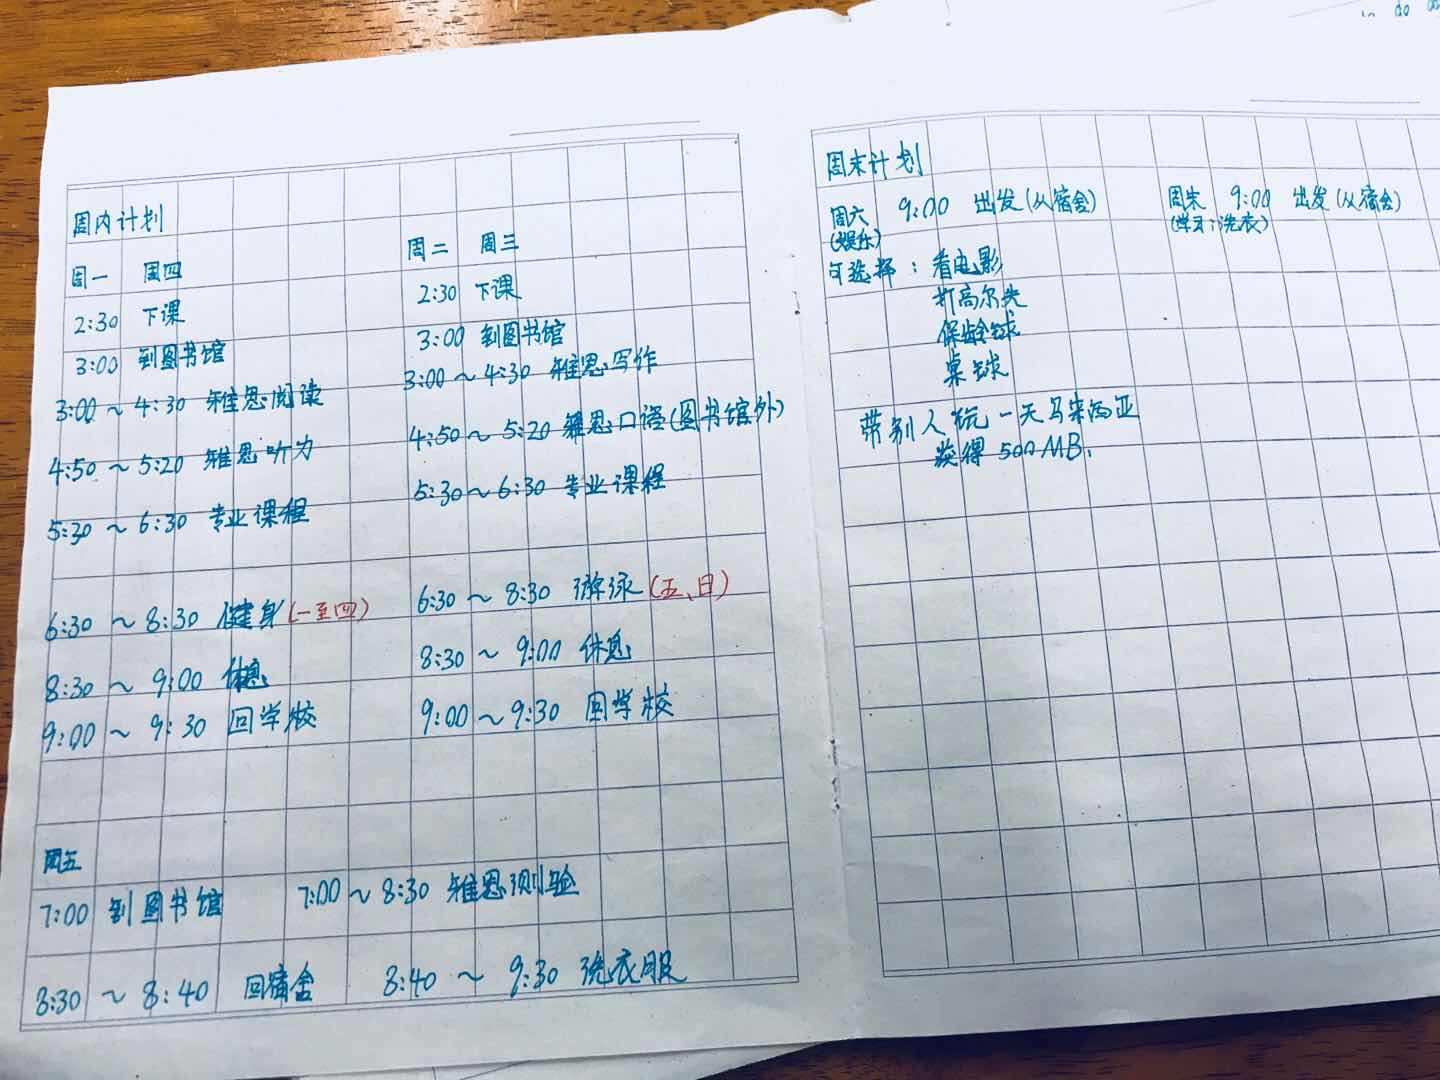 周内计划
周一 周四
2:30 下课
3:00 到图书馆
3:00 ~ 4:30 雅思阅读
4:50 ~ 5:20 雅思听力
5:30 ~ 6:30 专业课程
6:30 ~ 8:30 健身(一至四)
8:30 ~ 9:00 休息
9:00 ~ 9:30 回学校
周二 周三
2:30 下课
3:00 到图书馆
3:00 ~ 4:30 雅思写作
4:50 ~ 5:20 雅思口语(图书馆外)
5:30 ~ 6:30 专业课程
6:30 ~ 8:30 游泳(五、日)
8:30 ~ 9:00 休息
9:00 ~ 9:30 回学校
周五
7:00 到图书馆 7:00 ~ 8:30 雅思测验
8:30 ~ 8:40 回宿舍 8:40 ~ 9:30 洗衣服
周末计划
周六 9:00 出发(从宿舍)
(娱乐)
可选择：看电影
打高尔夫
保龄球
桌球
带别人玩一天马来西亚
获得 500MB.
周末 9:00 出发(从宿舍)
(学习；洗衣)